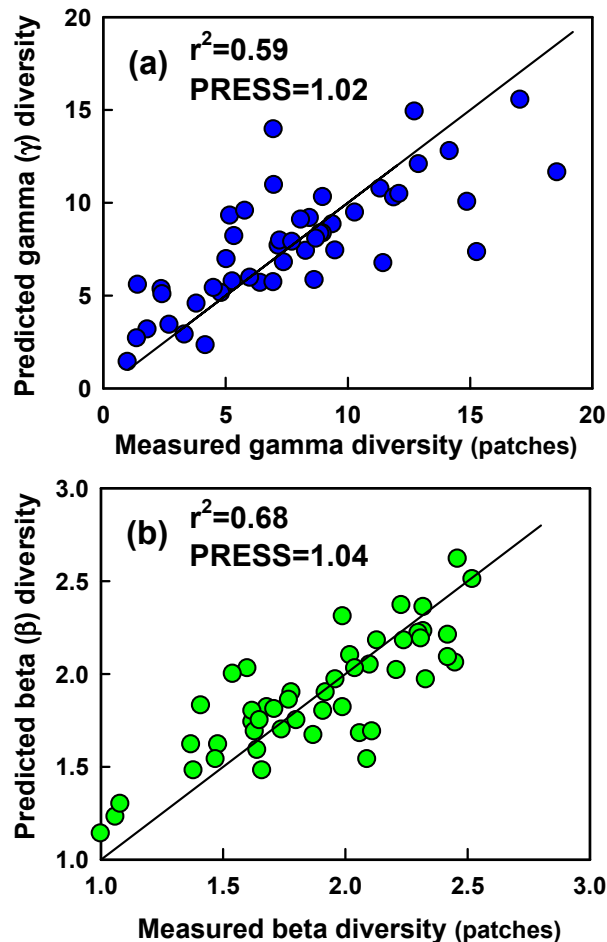 (a)
r²=0.59
PRESS=1.02
Predicted gamma (γ) diversity
20
15
10
5
0
0 5 10 15 20
Measured gamma diversity (patches)
(b)
r²=0.68
PRESS=1.04
Predicted beta (β) diversity
3.0
2.5
2.0
1.5
1.0
1.0 1.5 2.0 2.5 3.0
Measured beta diversity (patches)